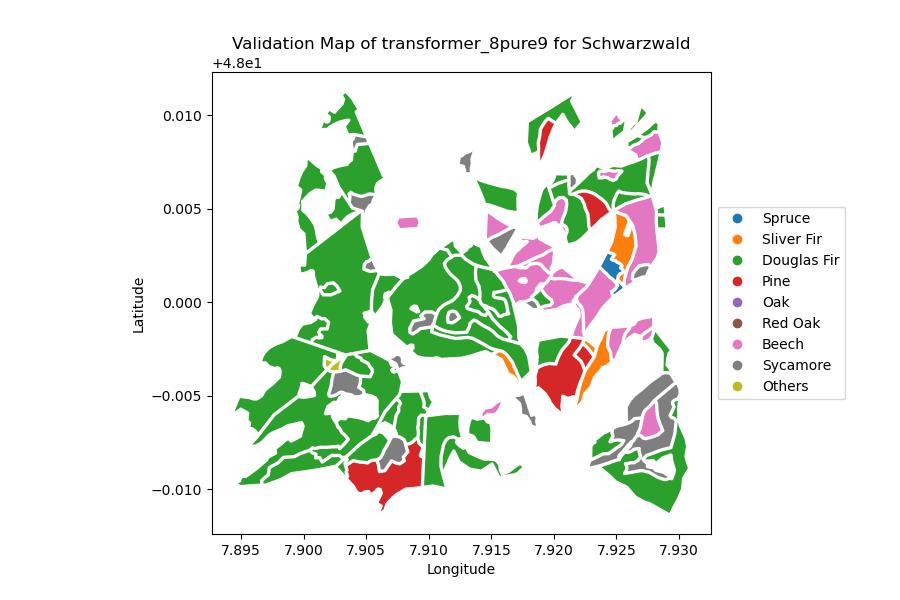 Validation Map of transformer_8pure9 for Schwarzwald
+4.8e1
0.010
0.005
0.000
−0.005
−0.010
Latitude
7.895 7.900 7.905 7.910 7.915 7.920 7.925 7.930
Longitude
Spruce
Sliver Fir
Douglas Fir
Pine
Oak
Red Oak
Beech
Sycamore
Others